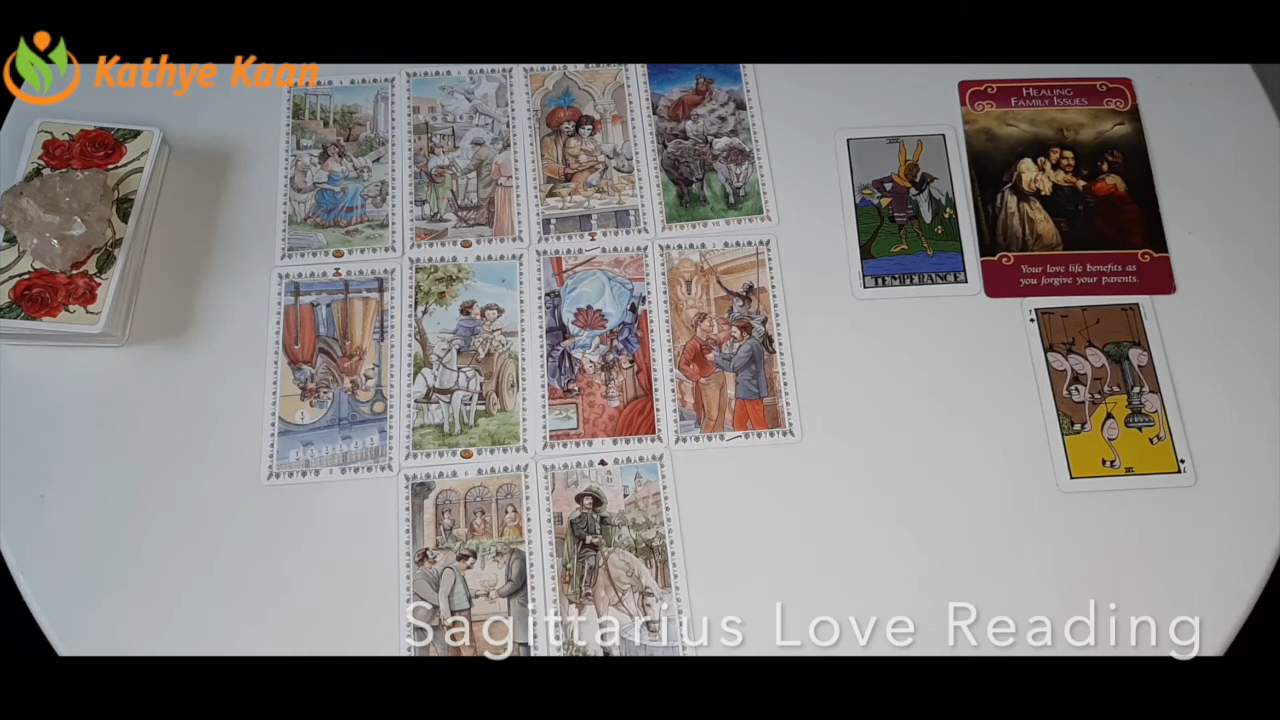 Kathye Kaan
HEALING
FAMILY ISSUES
Your love life benefits as
you forgive your parents.
TEMPERANCE
Sagittarius Love Reading